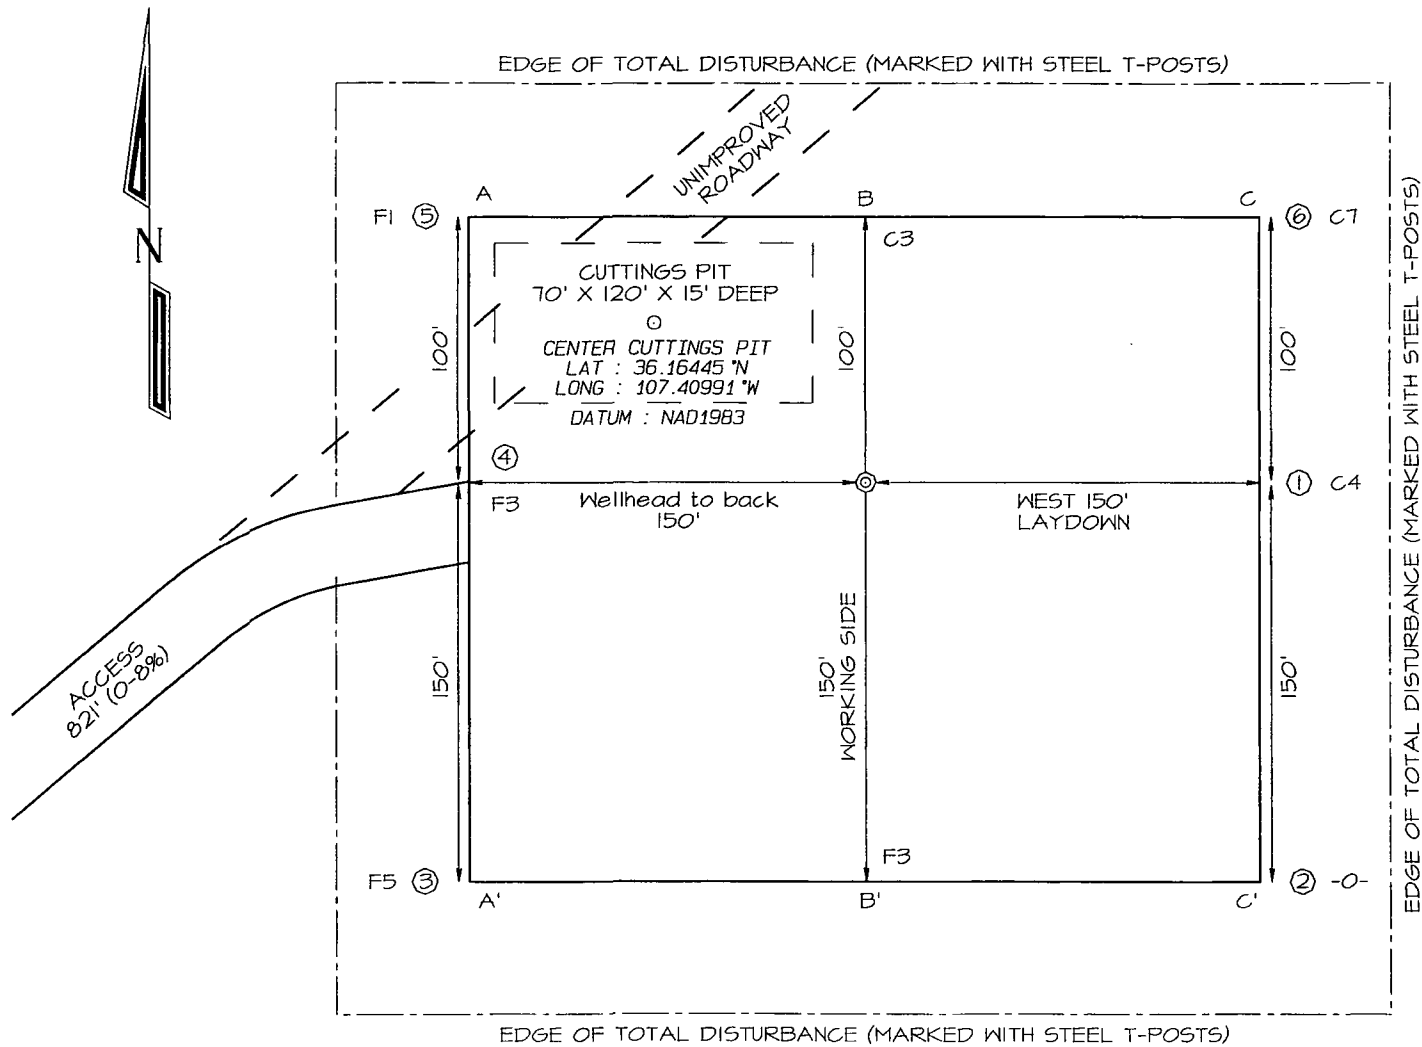 EDGE OF TOTAL DISTURBANCE (MARKED WITH STEEL T-POSTS)
UNIMPROVED
ROADWAY
N
A
B
C
F1 5
C3
6 C7
CUTTINGS PIT
70' X 120' X 15' DEEP
CENTER CUTTINGS PIT
LAT : 36.16445 °N
LONG : 107.40991 °W
DATUM : NAD1983
100'
100'
100'
4
F3
Wellhead to back
150'
WEST 150'
LAYDOWN
1 C4
ACCESS
821' (0-8%)
150'
150'
WORKING SIDE
150'
F3
F5 3
2 -0-
A'
B'
C'
EDGE OF TOTAL DISTURBANCE (MARKED WITH STEEL T-POSTS)
EDGE OF TOTAL DISTURBANCE (MARKED WITH STEEL T-POSTS)